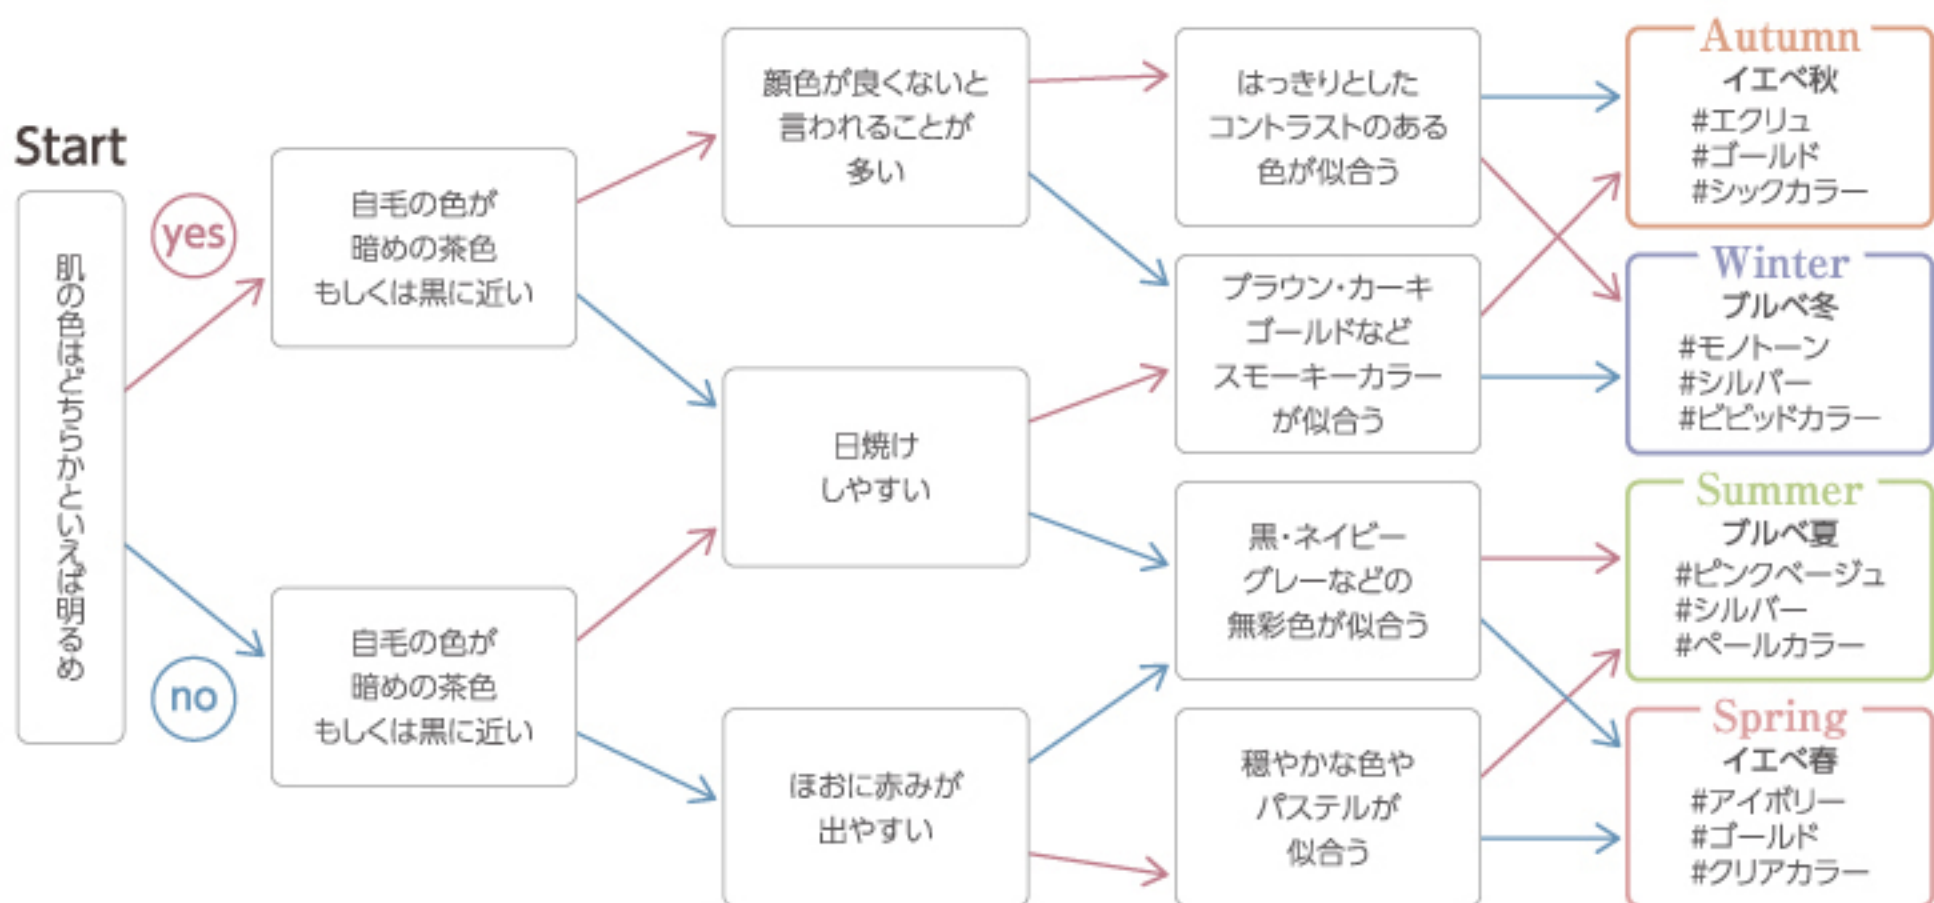 Start
肌の色はどちらかといえば明るめ
yes
no
自毛の色が
暗めの茶色
もしくは黒に近い
自毛の色が
暗めの茶色
もしくは黒に近い
顔色が良くないと
言われることが
多い
日焼け
しやすい
ほおに赤みが
出やすい
はっきりとした
コントラストのある
色が似合う
ブラウン・カーキ
ゴールドなど
スモーキーカラー
が似合う
黒・ネイビー
グレーなどの
無彩色が似合う
穏やかな色や
パステルが
似合う
Autumn
イエベ秋
#エクリュ
#ゴールド
#シックカラー
Winter
ブルベ冬
#モノトーン
#シルバー
#ビビッドカラー
Summer
ブルベ夏
#ピンクベージュ
#シルバー
#ペールカラー
Spring
イエベ春
#アイボリー
#ゴールド
#クリアカラー